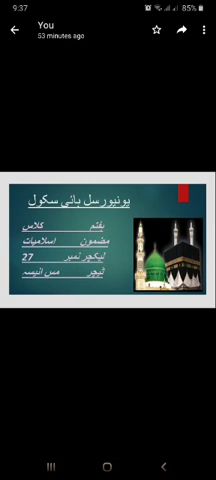 9:37
85%
You
53 minutes ago
یونیورسل ہائی سکول
کلاس ہفتم
مضمون اسلامیات
لیکچر نمبر 27
ٹیچر مس انیسہ